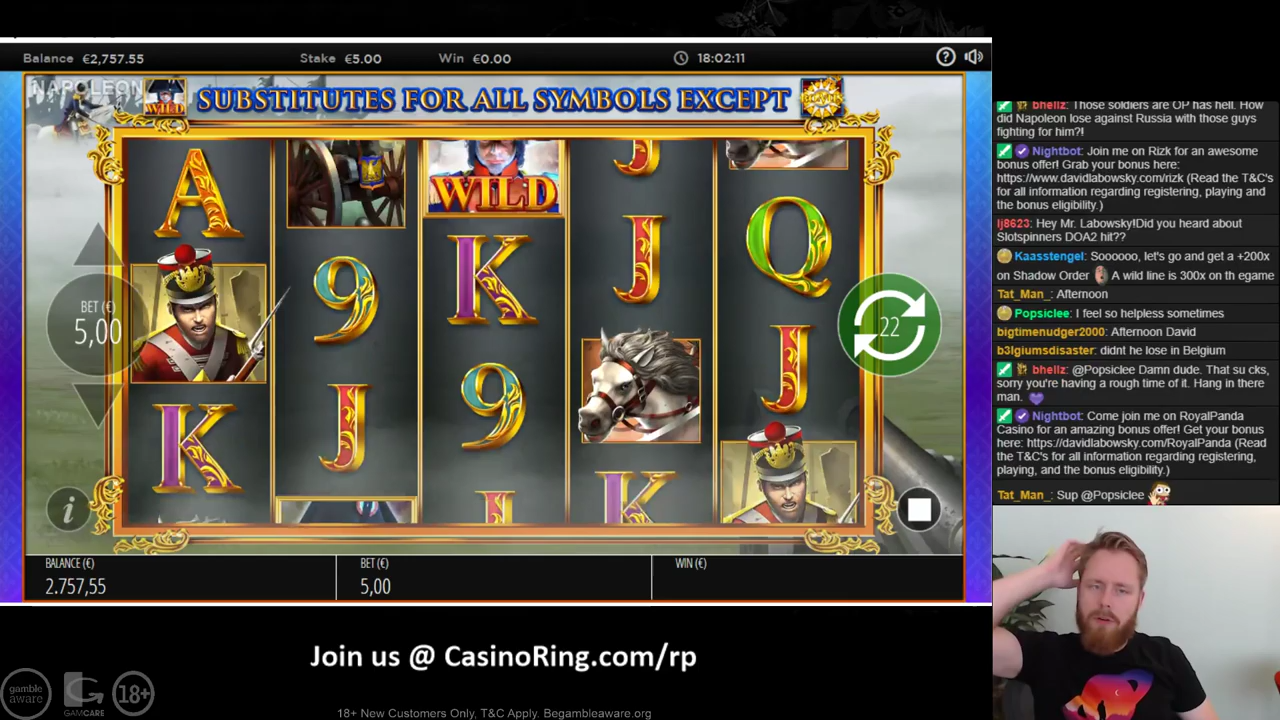 Balance €2,757.55 Stake €5.00 Win €0.00 18:02:11
NAPOLEON
WILD SUBSTITUTES FOR ALL SYMBOLS EXCEPT BONUS
A WILD J
K J Q
BET (€)
5,00
9
22
J
K J 9
J K
BALANCE (€) BET (€) WIN (€)
2.757,55 5,00
Join us @ CasinoRing.com/rp
gamble
aware
GAMCARE
18+
18+ New Customers Only, T&C Apply. Begambleaware.org
bhellz: Those soldiers are OP has hell. How
did Napoleon lose against Russia with those guys
fighting for him?!
Nightbot: Join me on Rizk for an awesome
bonus offer! Grab your bonus here:
https://www.davidlabowsky.com/rizk (Read the T&C's
for all information regarding registering, playing and
the bonus eligibility.)
lj8623: Hey Mr. Labowsky!Did you heard about
Slotspinners DOA2 hit??
Kaasstengel: Soooooo, let's go and get a +200x
on Shadow Order A wild line is 300x on th egame
Tat_Man_: Afternoon
Popsiclee: I feel so helpless sometimes
bigtimenudger2000: Afternoon David
b3lgiumsdisaster: didnt he lose in Belgium
bhellz: @Popsiclee Damn dude. That su cks,
sorry you're having a rough time of it. Hang in there
man.
Nightbot: Come join me on RoyalPanda
Casino for an amazing bonus offer! Get your bonus
here: https://davidlabowsky.com/RoyalPanda (Read
the T&C's for all information regarding registering,
playing, and the bonus eligibility.)
Tat_Man_: Sup @Popsiclee